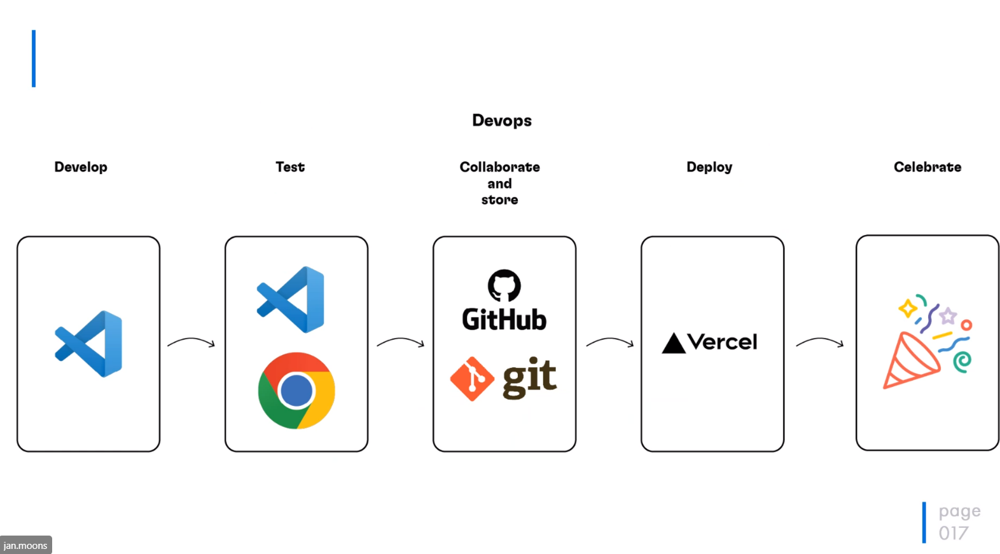 Devops
Develop
Test
Collaborate
and
store
Deploy
Celebrate
GitHub
git
Vercel
page
017
jan.moons